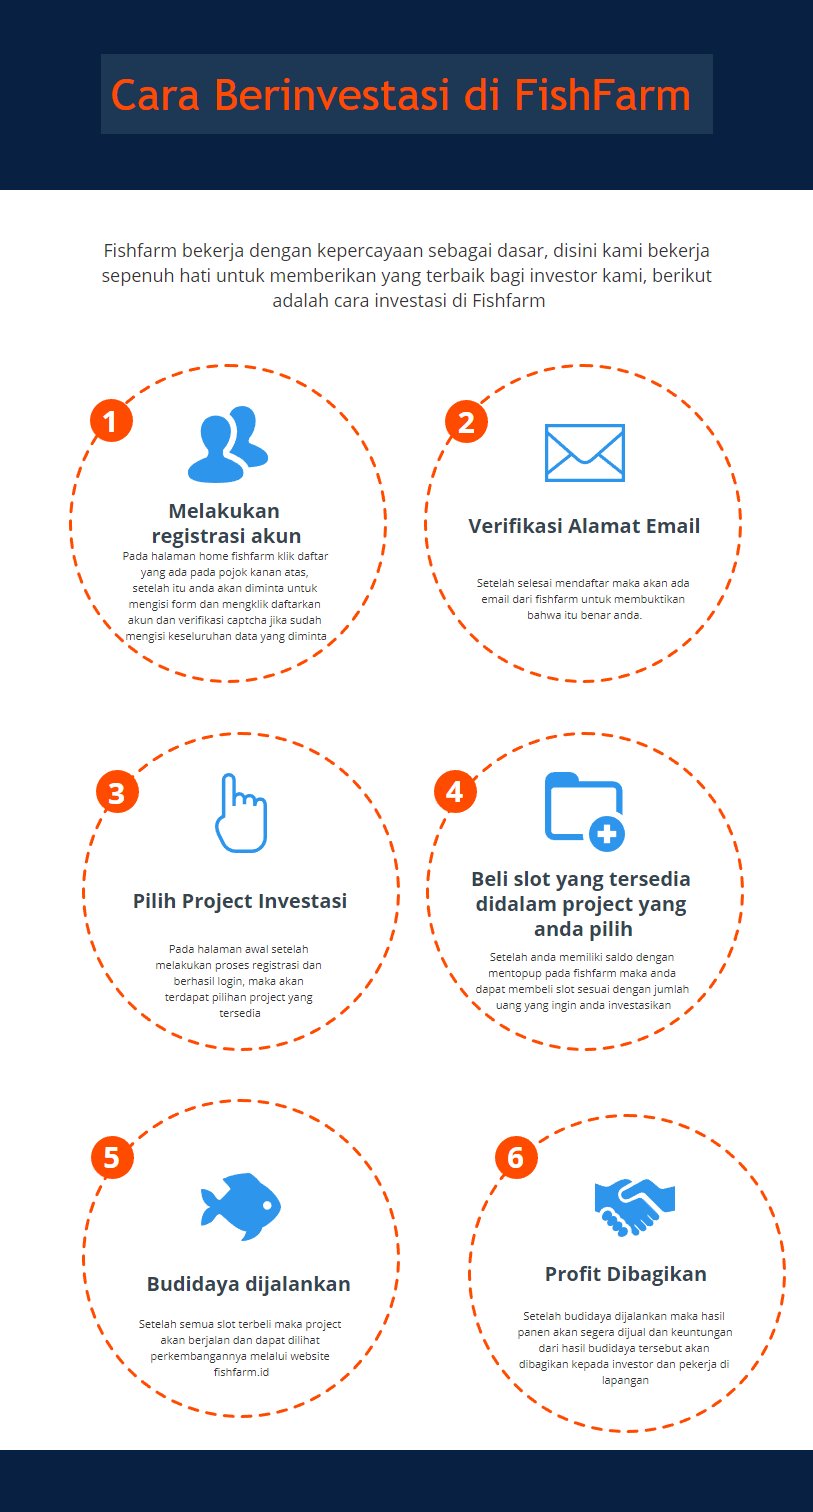 Cara Berinvestasi di FishFarm
Fishfarm bekerja dengan kepercayaan sebagai dasar, disini kami bekerja
sepenuh hati untuk memberikan yang terbaik bagi investor kami, berikut
adalah cara investasi di Fishfarm
1
Melakukan
registrasi akun
Pada halaman home fishfarm klik daftar
yang ada pada pojok kanan atas,
setelah itu anda akan diminta untuk
mengisi form dan mengklik daftarkan
akun dan verifikasi captcha jika sudah
mengisi keseluruhan data yang diminta
2
Verifikasi Alamat Email
Setelah selesai mendaftar maka akan ada
email dari fishfarm untuk membuktikan
bahwa itu benar anda.
3
Pilih Project Investasi
Pada halaman awal setelah
melakukan proses registrasi dan
berhasil login, maka akan
terdapat pilihan project yang
tersedia
4
Beli slot yang tersedia
didalam project yang
anda pilih
Setelah anda memiliki saldo dengan
mentopup pada fishfarm maka anda
dapat membeli slot sesuai dengan jumlah
uang yang ingin anda investasikan
5
Budidaya dijalankan
Setelah semua slot terbeli maka project
akan berjalan dan dapat dilihat
perkembangannya melalui website
fishfarm.id
6
Profit Dibagikan
Setelah budidaya dijalankan maka hasil
panen akan segera dijual dan keuntungan
dari hasil budidaya tersebut akan
dibagikan kepada investor dan pekerja di
lapangan